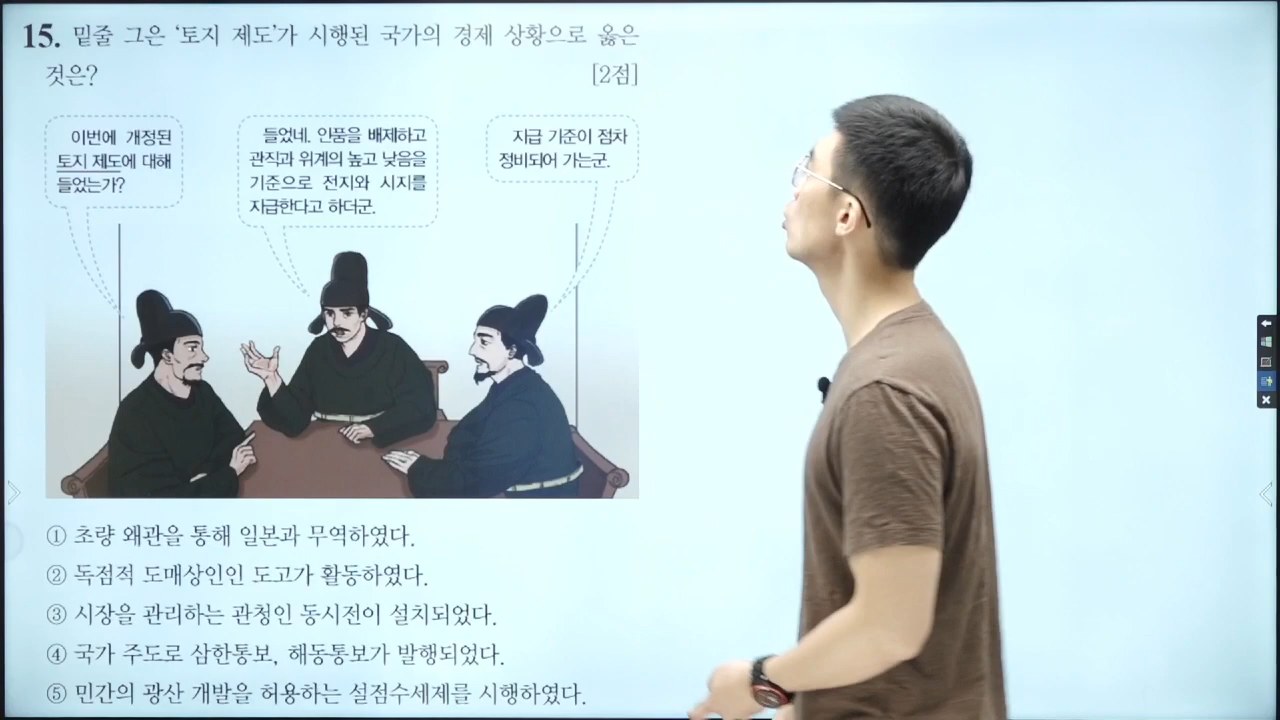 15. 밑줄 그은 ‘토지 제도’가 시행된 국가의 경제 상황으로 옳은
것은? [2점]
이번에 개정된
토지 제도에 대해
들었는가?
들었네. 인품을 배제하고
관직과 위계의 높고 낮음을
기준으로 전지와 시지를
지급한다고 하더군.
지급 기준이 점차
정비되어 가는군.
① 초량 왜관을 통해 일본과 무역하였다.
② 독점적 도매상인인 도고가 활동하였다.
③ 시장을 관리하는 관청인 동시전이 설치되었다.
④ 국가 주도로 삼한통보, 해동통보가 발행되었다.
⑤ 민간의 광산 개발을 허용하는 설점수세제를 시행하였다.